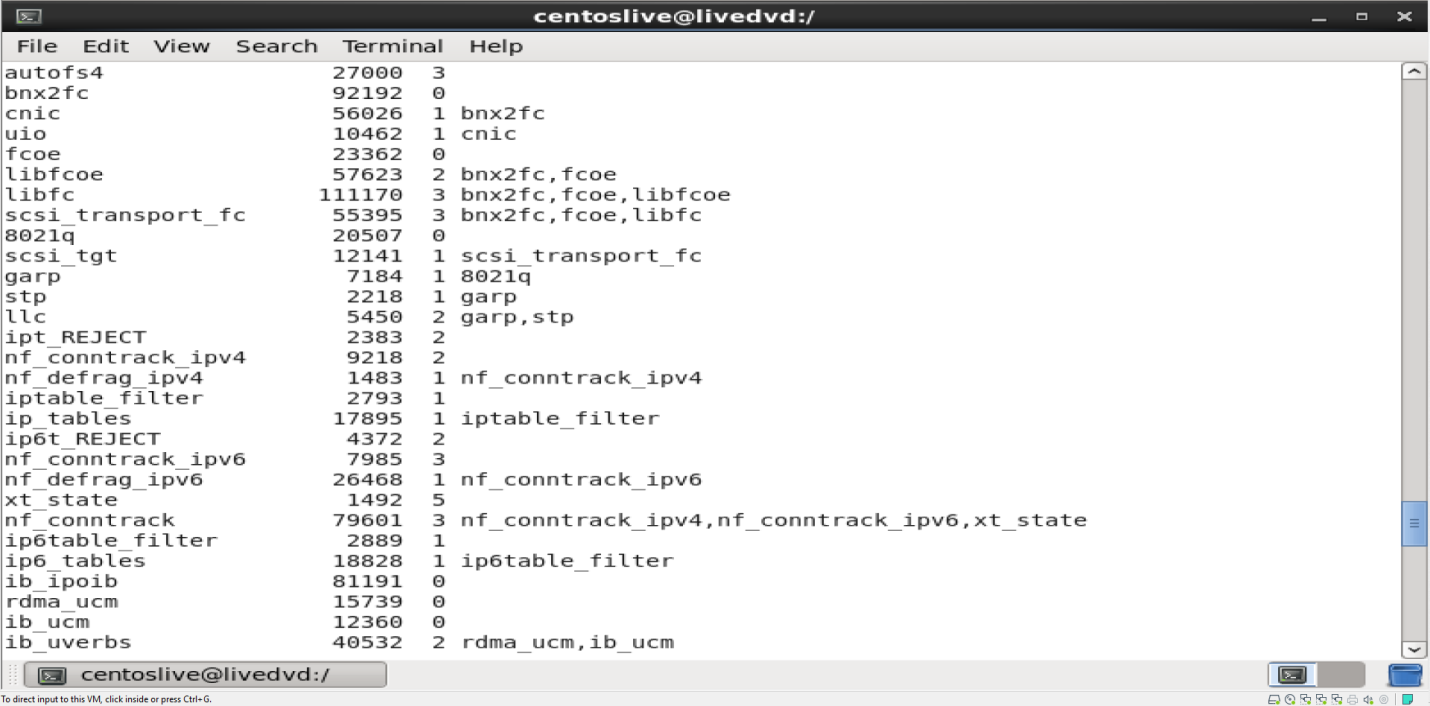 centoslive@livedvd:/
File Edit View Search Terminal Help
autofs4 27000 3
bnx2fc 92192 0
cnic 56026 1 bnx2fc
uio 10462 1 cnic
fcoe 23362 0
libfcoe 57623 2 bnx2fc,fcoe
libfc 111170 3 bnx2fc,fcoe,libfcoe
scsi_transport_fc 55395 3 bnx2fc,fcoe,libfc
8021q 20507 0
scsi_tgt 12141 1 scsi_transport_fc
garp 7184 1 8021q
stp 2218 1 garp
llc 5450 2 garp,stp
ipt_REJECT 2383 2
nf_conntrack_ipv4 9218 2
nf_defrag_ipv4 1483 1 nf_conntrack_ipv4
iptable_filter 2793 1
ip_tables 17895 1 iptable_filter
ip6t_REJECT 4372 2
nf_conntrack_ipv6 7985 3
nf_defrag_ipv6 26468 1 nf_conntrack_ipv6
xt_state 1492 5
nf_conntrack 79601 3 nf_conntrack_ipv4,nf_conntrack_ipv6,xt_state
ip6table_filter 2889 1
ip6_tables 18828 1 ip6table_filter
ib_ipoib 81191 0
rdma_ucm 15739 0
ib_ucm 12360 0
ib_uverbs 40532 2 rdma_ucm,ib_ucm
centoslive@livedvd:/
To direct input to this VM, click inside or press Ctrl+G.